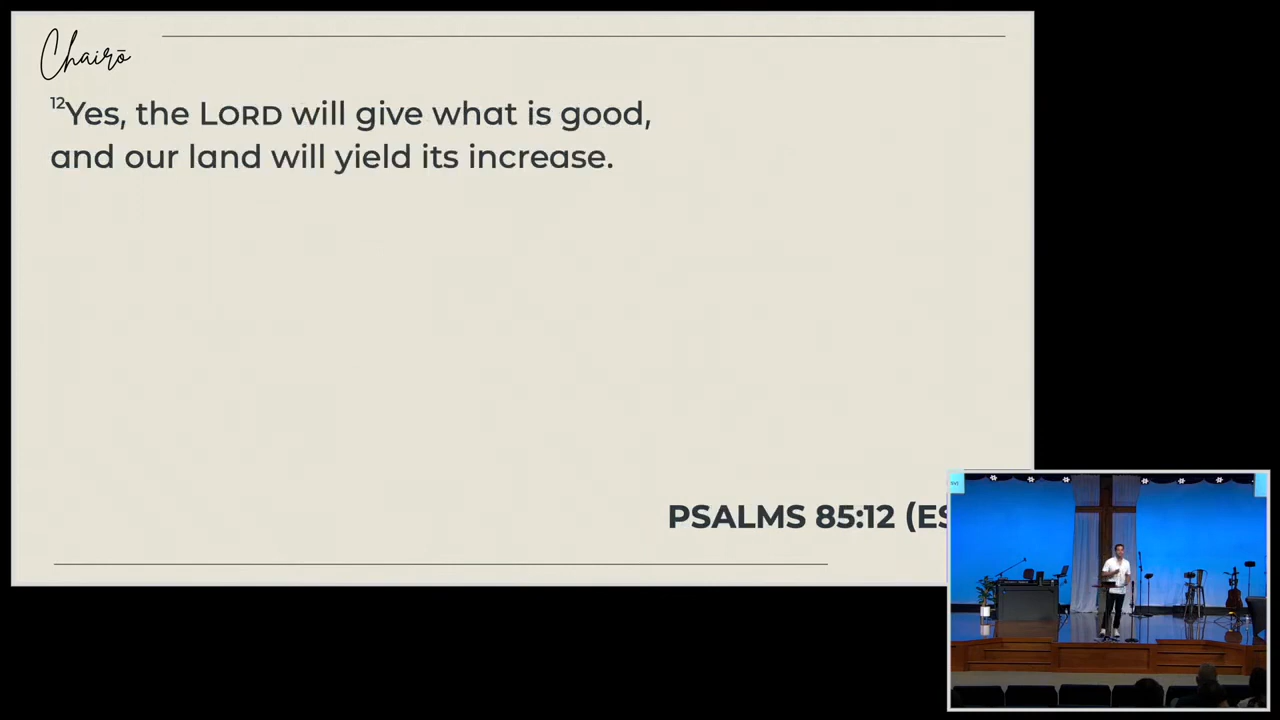 Chairō
12Yes, the LORD will give what is good,
and our land will yield its increase.
PSALMS 85:12 (ES